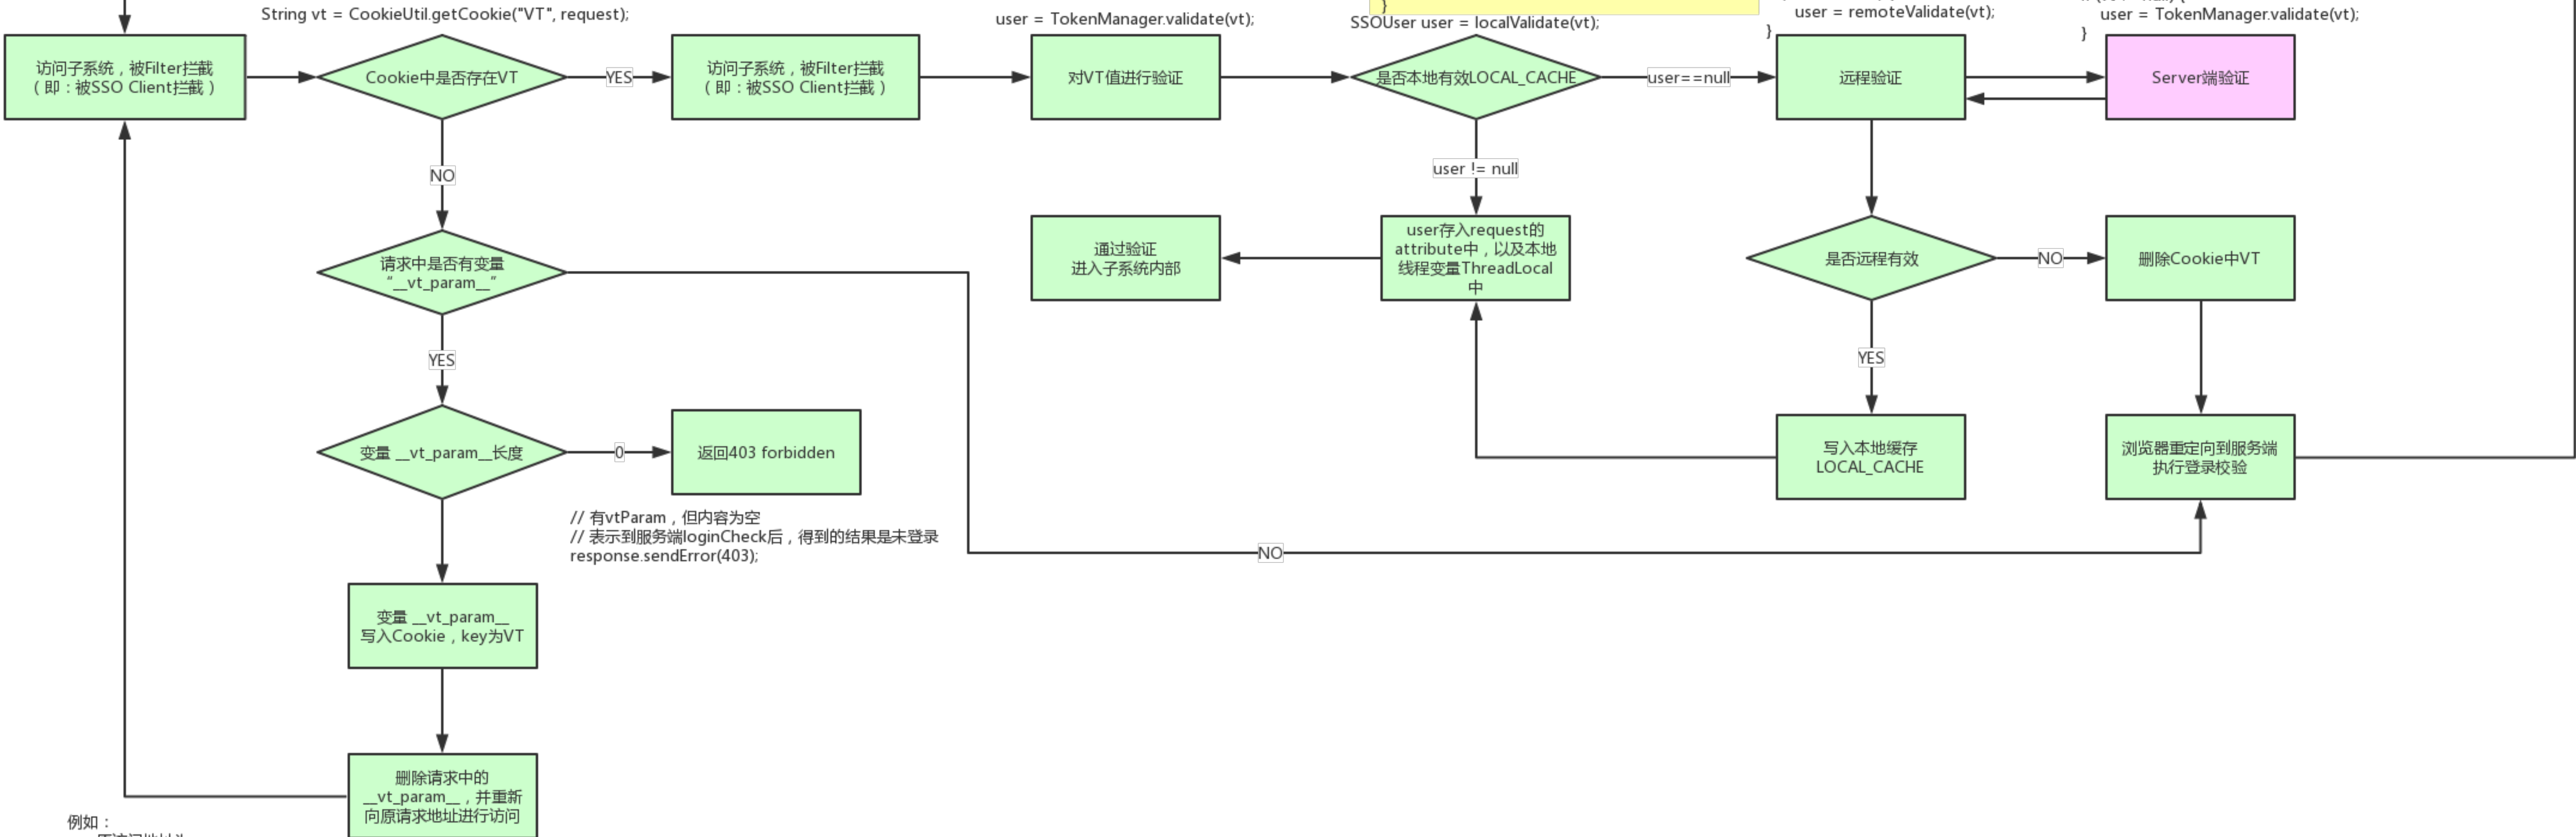 String vt = CookieUtil.getCookie("VT", request);
user = TokenManager.validate(vt);
}
SSOUser user = localValidate(vt);
user = remoteValidate(vt);
}
user = TokenManager.validate(vt);
}
访问子系统，被Filter拦截
（即：被SSO Client拦截）
Cookie中是否存在VT
YES
访问子系统，被Filter拦截
（即：被SSO Client拦截）
对VT值进行验证
是否本地有效LOCAL_CACHE
user==null
远程验证
Server端验证
NO
user != null
请求中是否有变量
“__vt_param__”
通过验证
进入子系统内部
user存入request的
attribute中，以及本地
线程变量ThreadLocal
中
是否远程有效
NO
删除Cookie中VT
YES
YES
变量 __vt_param__长度
0
返回403 forbidden
写入本地缓存
LOCAL_CACHE
浏览器重定向到服务端
执行登录校验
// 有vtParam，但内容为空
// 表示到服务端loginCheck后，得到的结果是未登录
response.sendError(403);
NO
变量 __vt_param__
写入Cookie，key为VT
删除请求中的
__vt_param__，并重新
向原请求地址进行访问
例如：